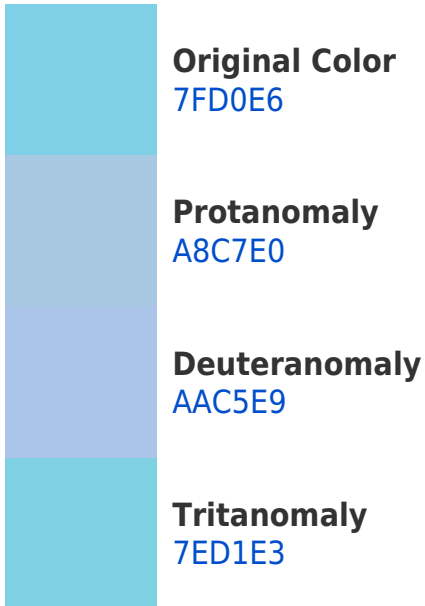 Original Color
7FD0E6
Protanomaly
A8C7E0
Deuteranomaly
AAC5E9
Tritanomaly
7ED1E3